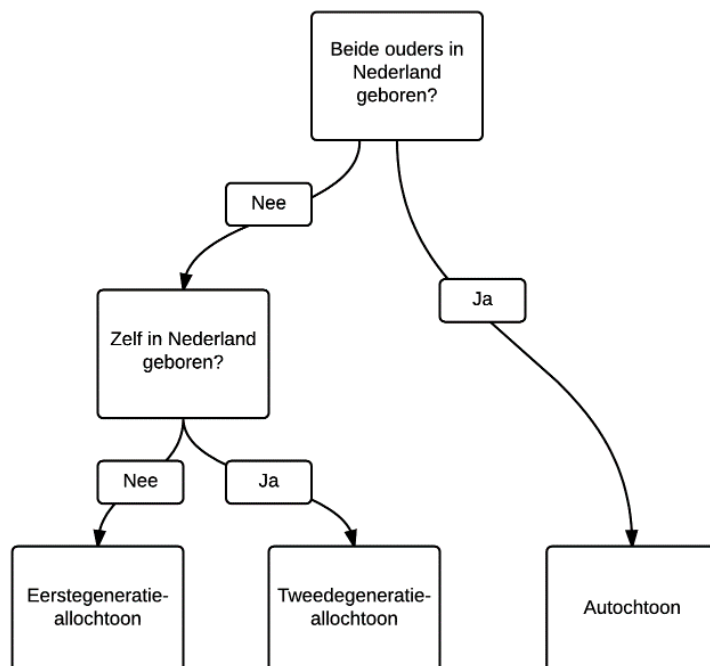 Beide ouders in
Nederland
geboren?
Nee
Ja
Zelf in Nederland
geboren?
Nee
Ja
Eerstegeneratie-
allochtoon
Tweedegeneratie-
allochtoon
Autochtoon